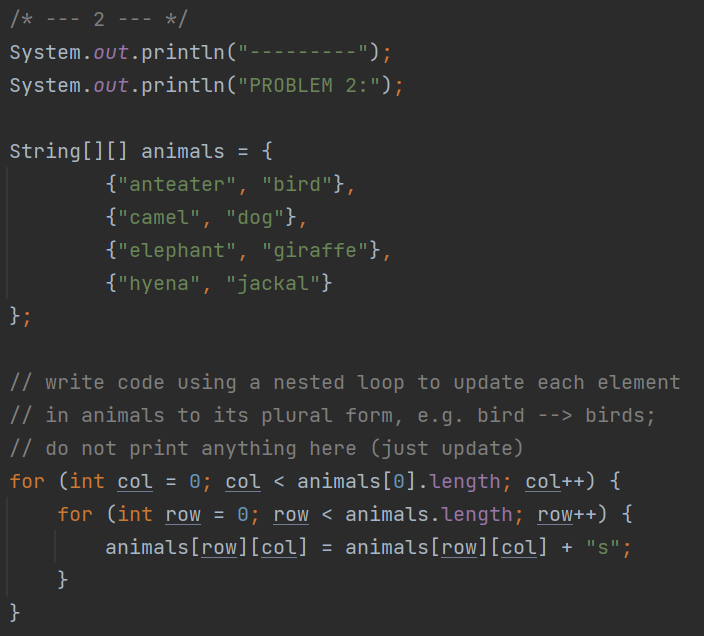 /* --- 2 --- */
System.out.println("---------");
System.out.println("PROBLEM 2:");
String[][] animals = {
        {"anteater", "bird"},
        {"camel", "dog"},
        {"elephant", "giraffe"},
        {"hyena", "jackal"}
};
// write code using a nested loop to update each element
// in animals to its plural form, e.g. bird --> birds;
// do not print anything here (just update)
for (int col = 0; col < animals[0].length; col++) {
    for (int row = 0; row < animals.length; row++) {
        animals[row][col] = animals[row][col] + "s";
    }
}